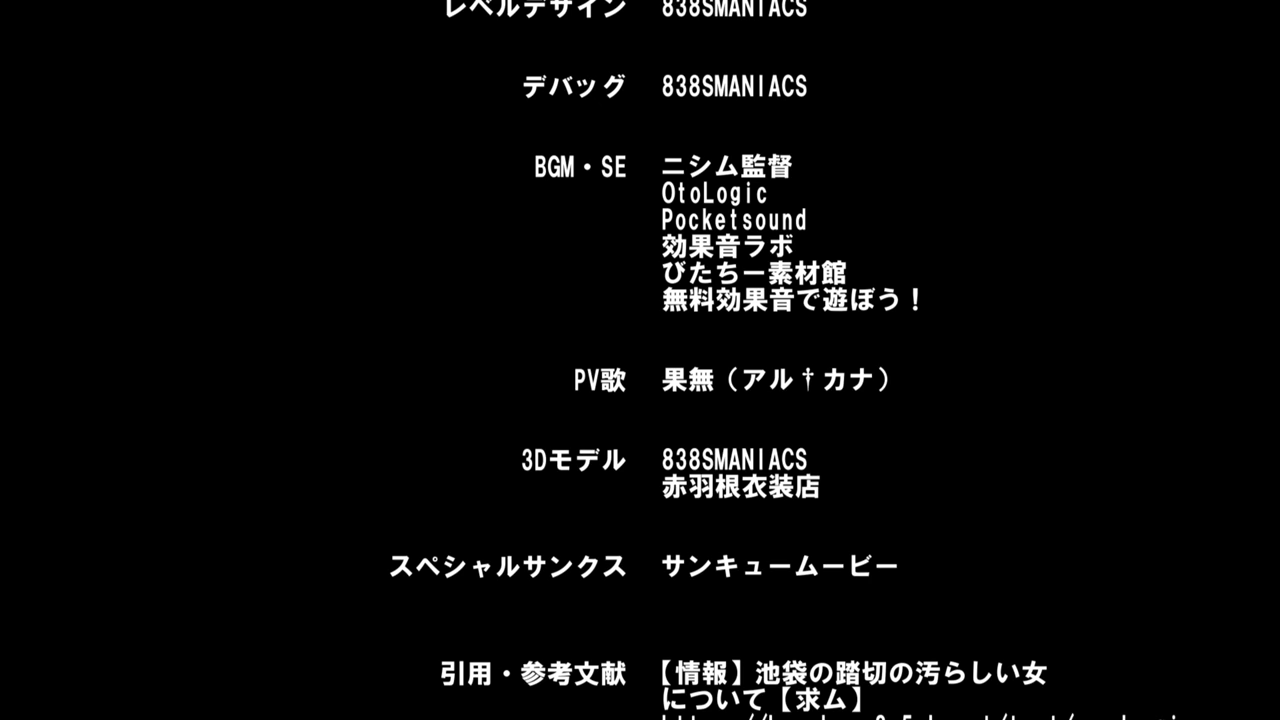 レベルデザイン 838SMANIACS
デバッグ 838SMANIACS
BGM・SE ニシム監督
OtoLogic
Pocketsound
効果音ラボ
びたちー素材館
無料効果音で遊ぼう！
PV歌 果無（アル†カナ）
3Dモデル 838SMANIACS
赤羽根衣装店
スペシャルサンクス サンキュームービー
引用・参考文献 【情報】池袋の踏切の汚らしい女
について【求ム】